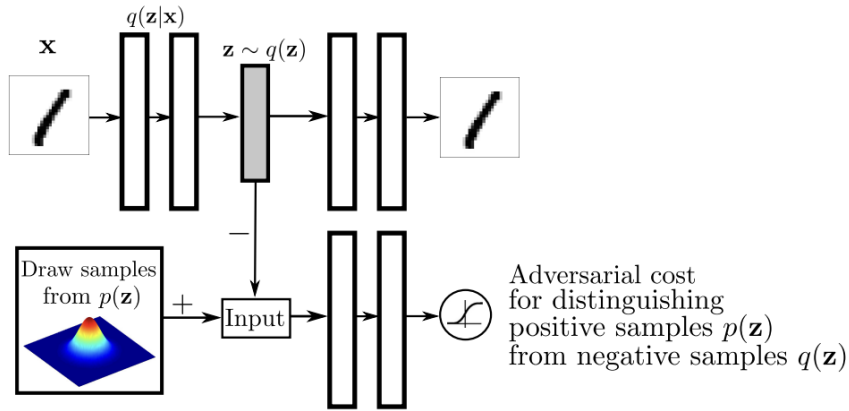 q(z|x)
x
z ∼ q(z)
−
Draw samples
from p(z)
+
Input
Adversarial cost
for distinguishing
positive samples p(z)
from negative samples q(z)